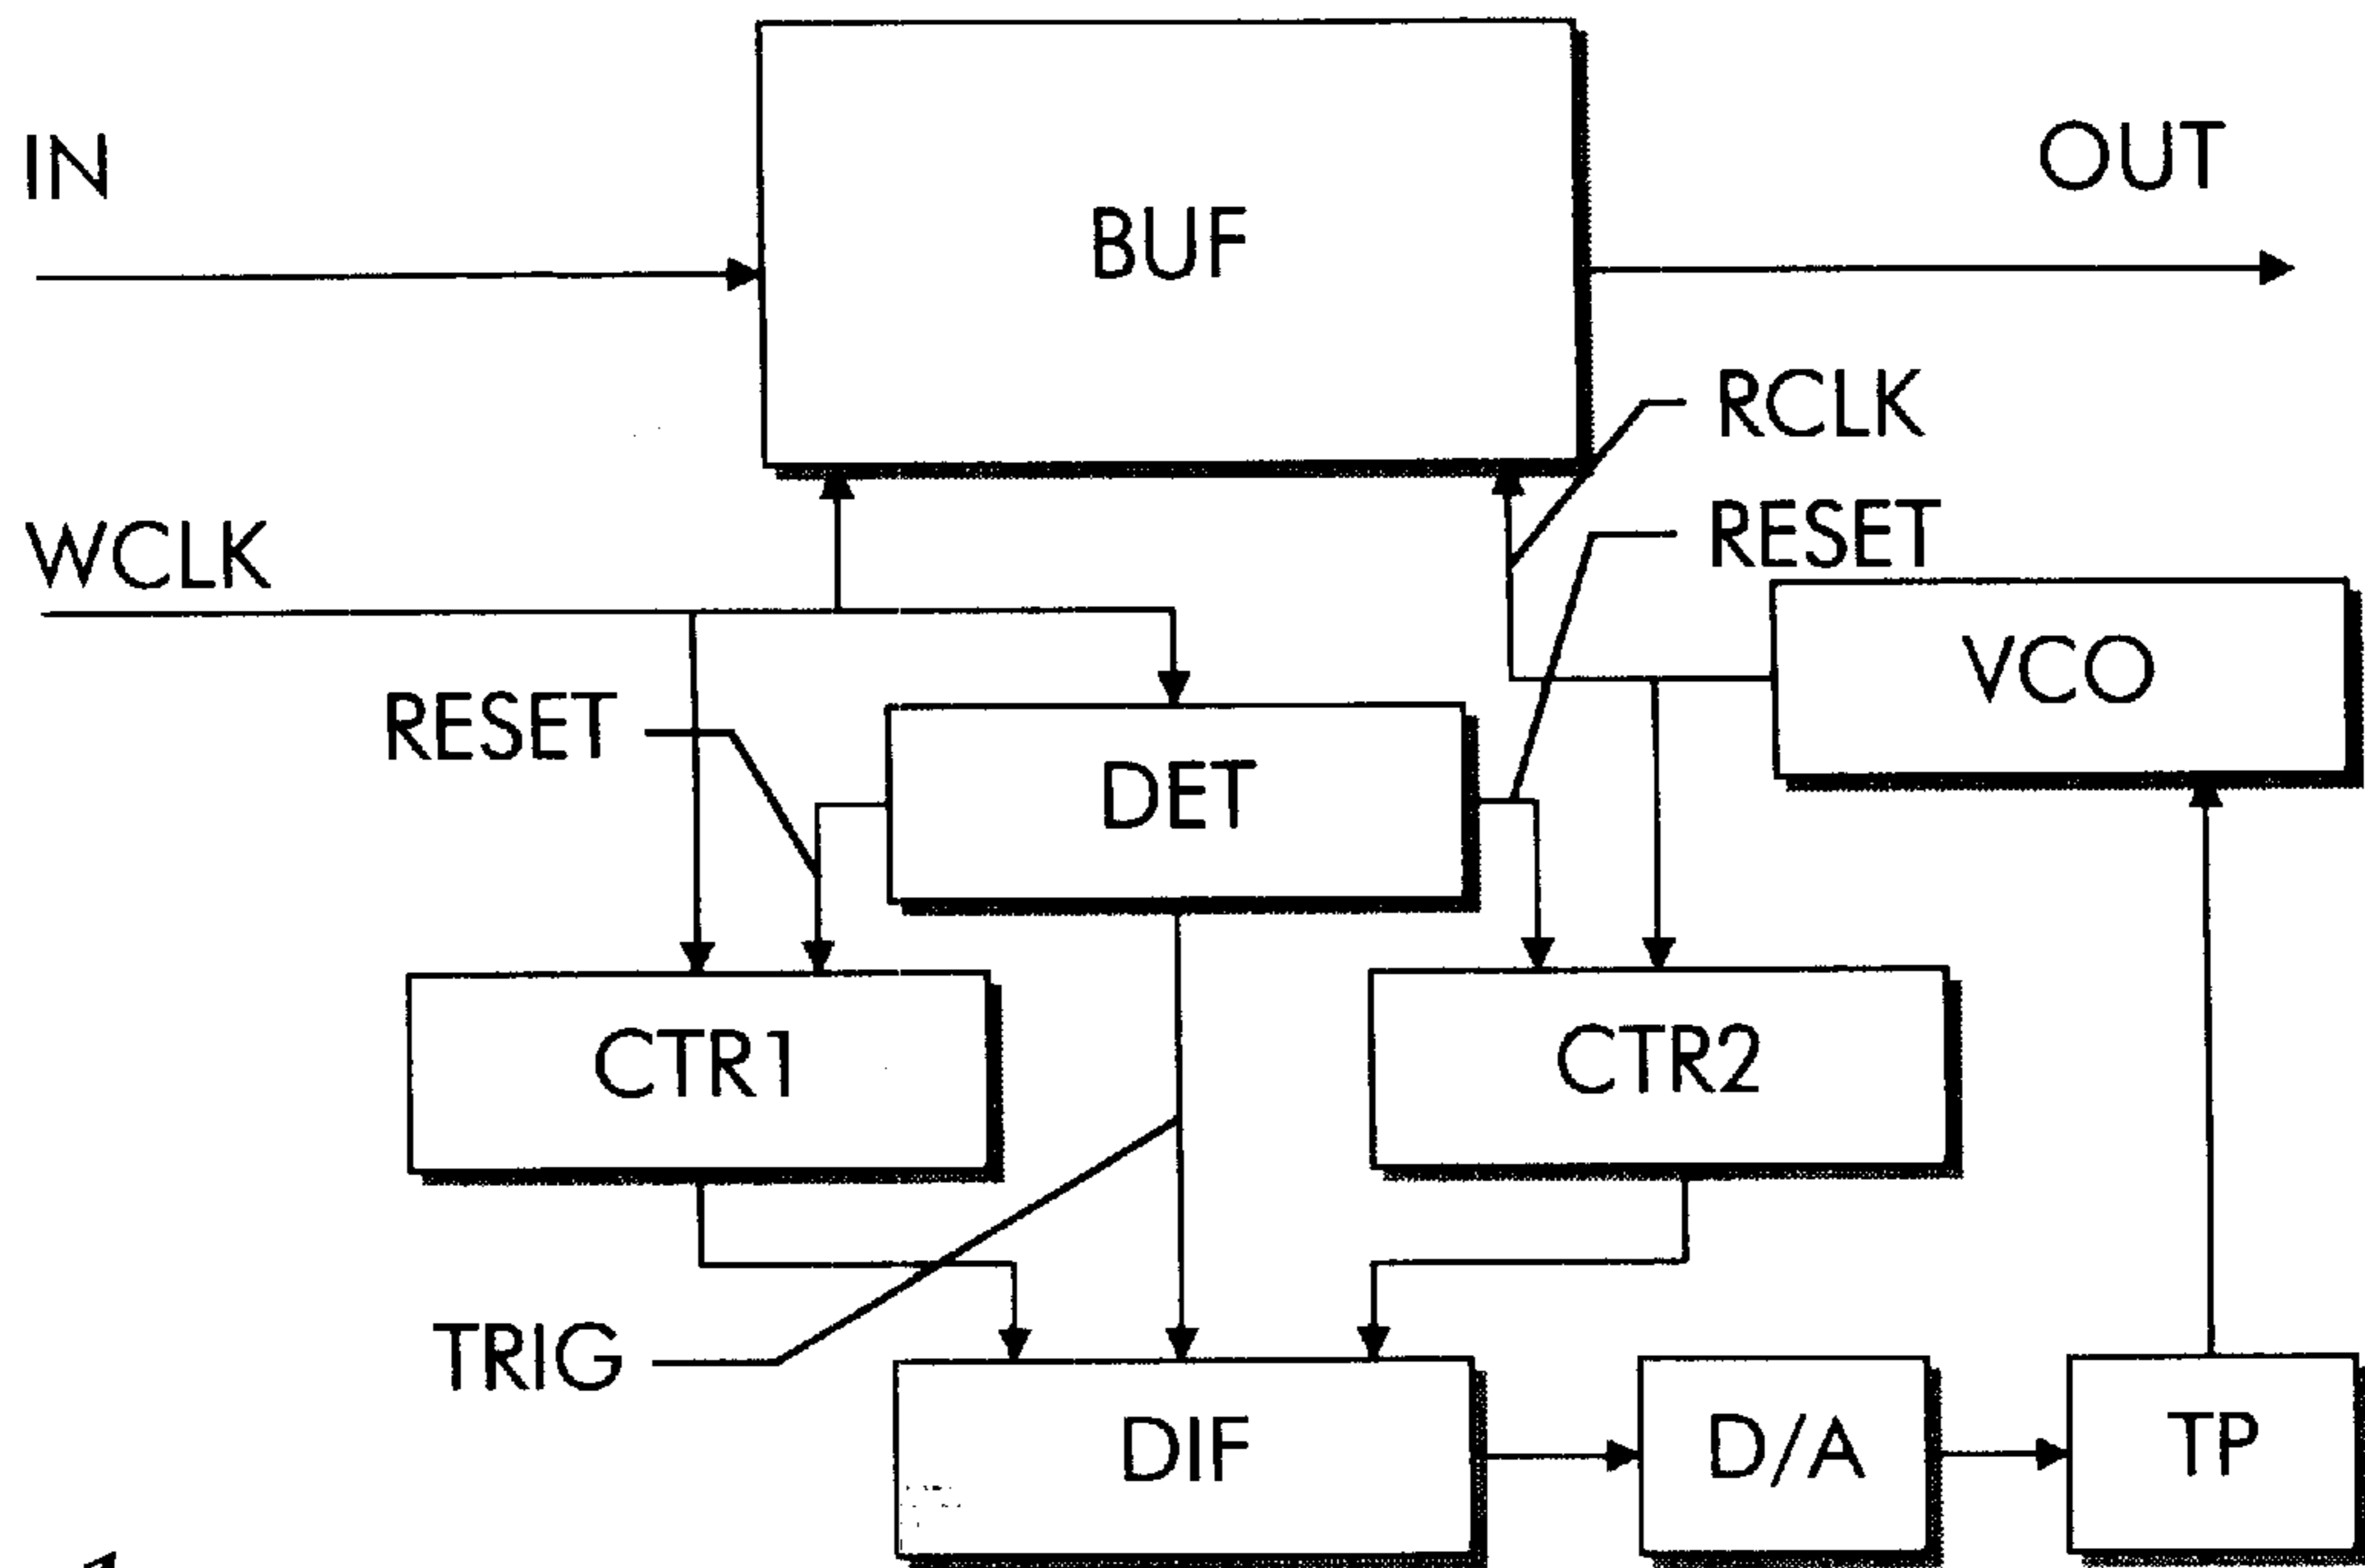 IN
OUT
BUF
RCLK
WCLK
RESET
VCO
RESET
DET
CTR1
CTR2
TRIG
DIF
D/A
TP